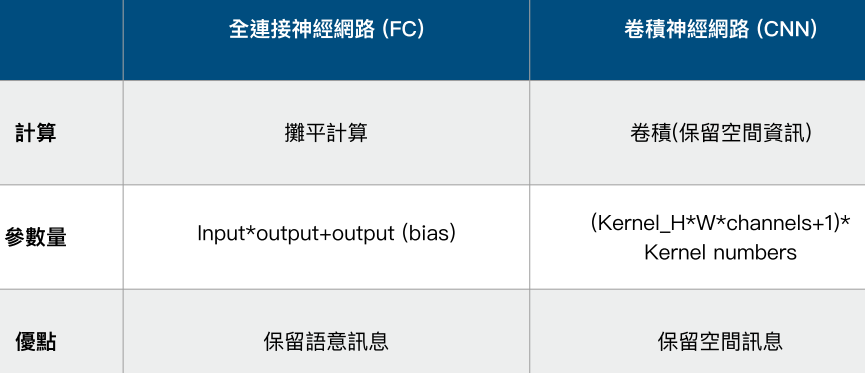 全連接神經網路 (FC)
卷積神經網路 (CNN)
計算
攤平計算
卷積(保留空間資訊)
參數量
Input*output+output (bias)
(Kernel_H*W*channels+1)*
Kernel numbers
優點
保留語意訊息
保留空間訊息